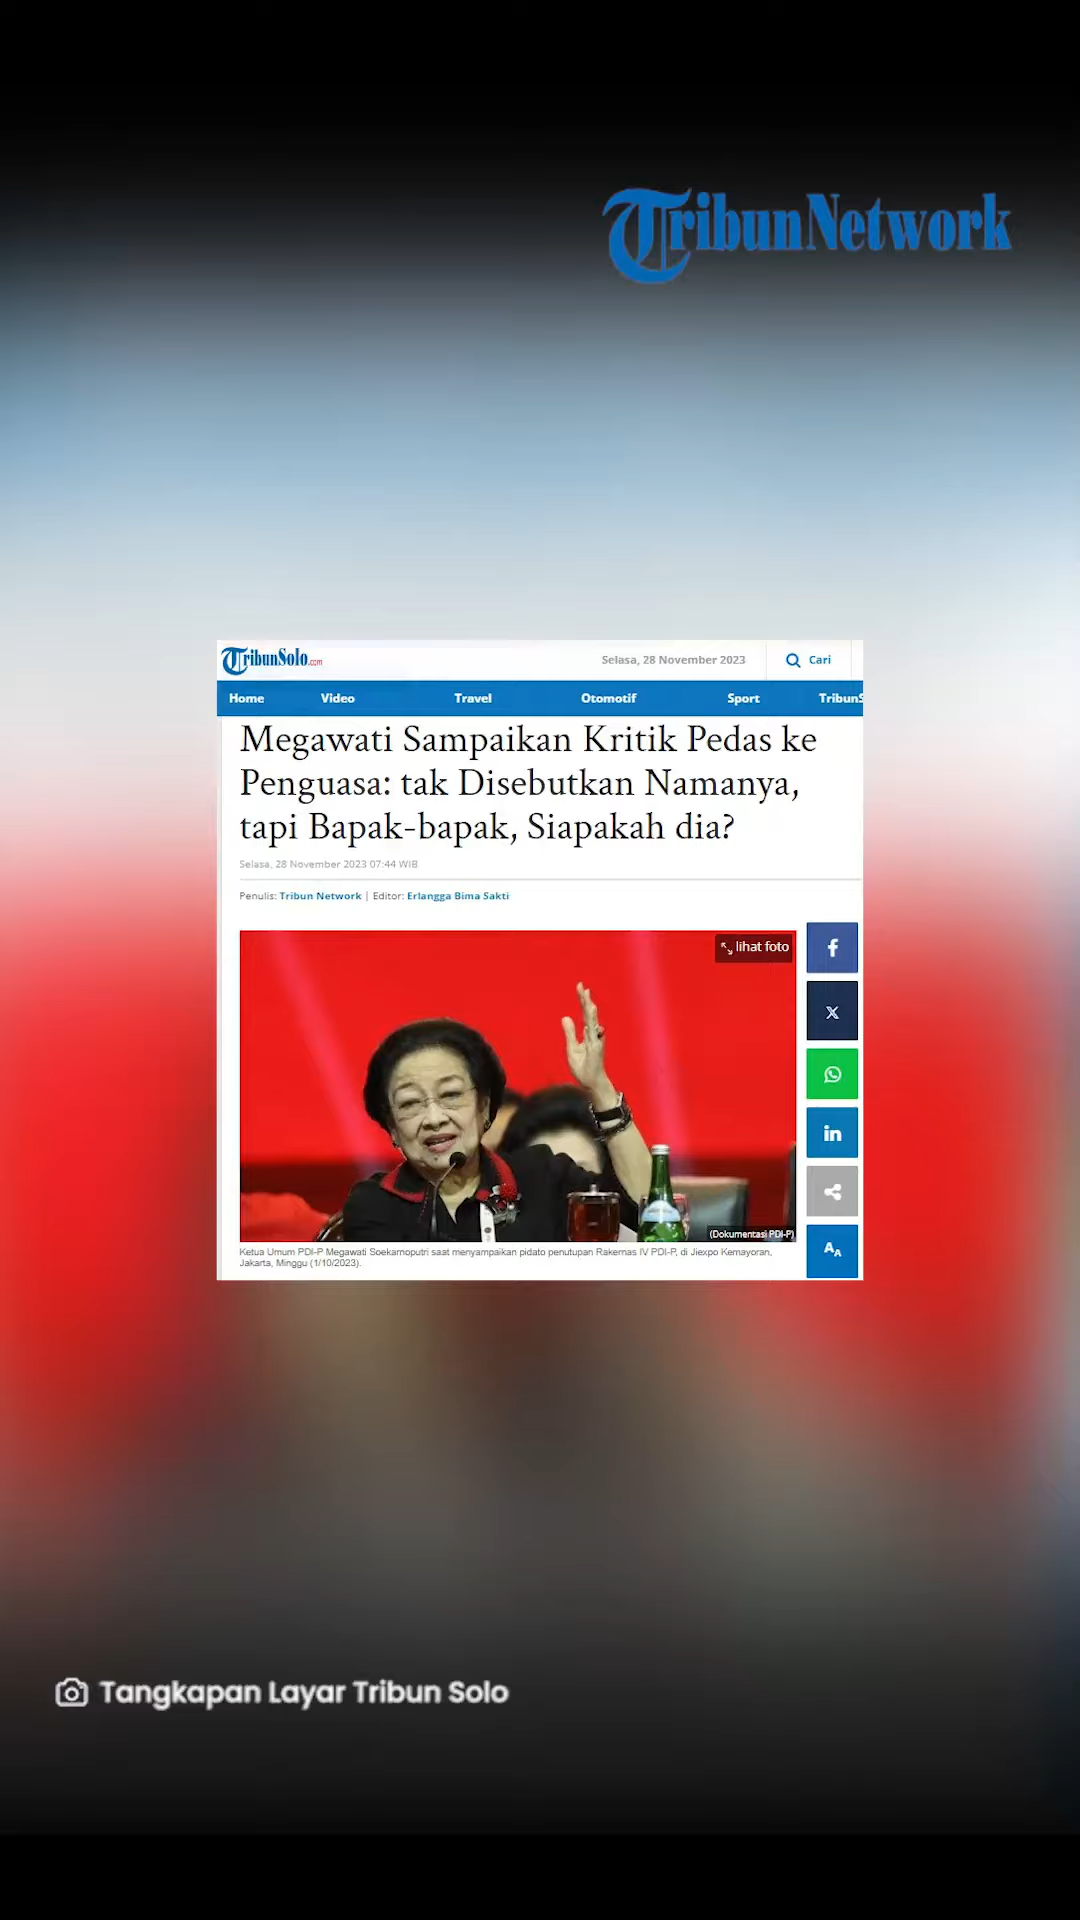 TribunNetwork
TribunSolo.com
Selasa, 28 November 2023
Cari
Home Video Travel Otomotif Sport TribunS
Megawati Sampaikan Kritik Pedas ke
Penguasa: tak Disebutkan Namanya,
tapi Bapak-bapak, Siapakah dia?
Selasa, 28 November 2023 07:44 WIB
Penulis: Tribun Network | Editor: Erlangga Bima Sakti
lihat foto
(Dokumentasi PDI-P)
Ketua Umum PDI-P Megawati Soekarnoputri saat menyampaikan pidato penutupan Rakernas IV PDI-P, di Jiexpo Kemayoran,
Jakarta, Minggu (1/10/2023).
Tangkapan Layar Tribun Solo